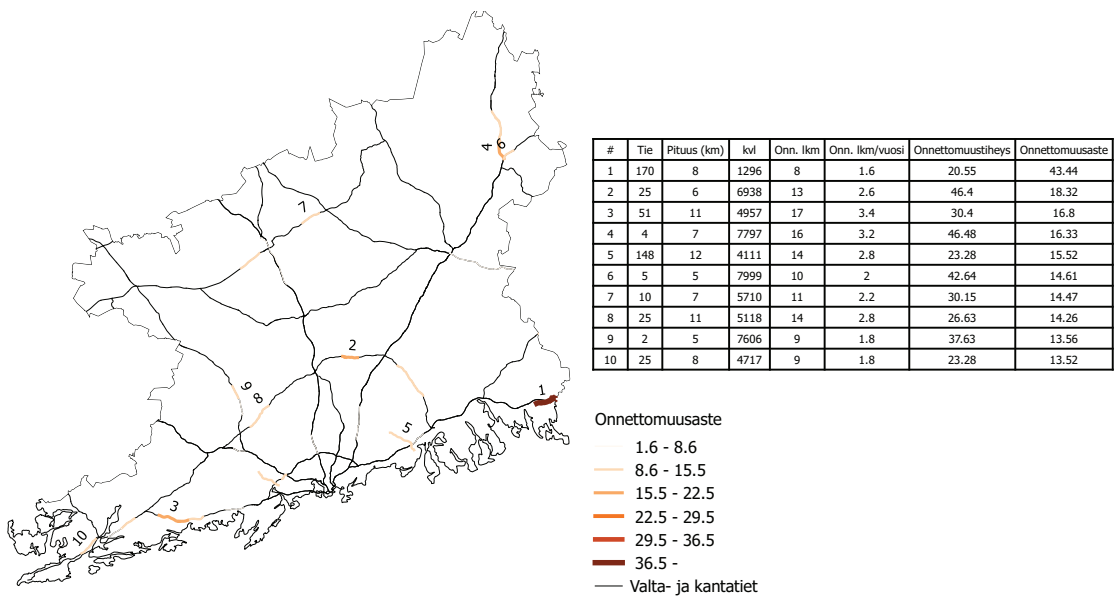 4
6
7
2
9
8
1
5
3
10
# Tie Pituus (km) kvl Onn. lkm Onn. lkm/vuosi Onnettomuustiheys Onnettomuusaste
1 170 8 1296 8 1.6 20.55 43.44
2 25 6 6938 13 2.6 46.4 18.32
3 51 11 4957 17 3.4 30.4 16.8
4 4 7 7797 16 3.2 46.48 16.33
5 148 12 4111 14 2.8 23.28 15.52
6 5 5 7999 10 2 42.64 14.61
7 10 7 5710 11 2.2 30.15 14.47
8 25 11 5118 14 2.8 26.63 14.26
9 2 5 7606 9 1.8 37.63 13.56
10 25 8 4717 9 1.8 23.28 13.52
Onnettomuusaste
1.6 - 8.6
8.6 - 15.5
15.5 - 22.5
22.5 - 29.5
29.5 - 36.5
36.5 -
Valta- ja kantatiet